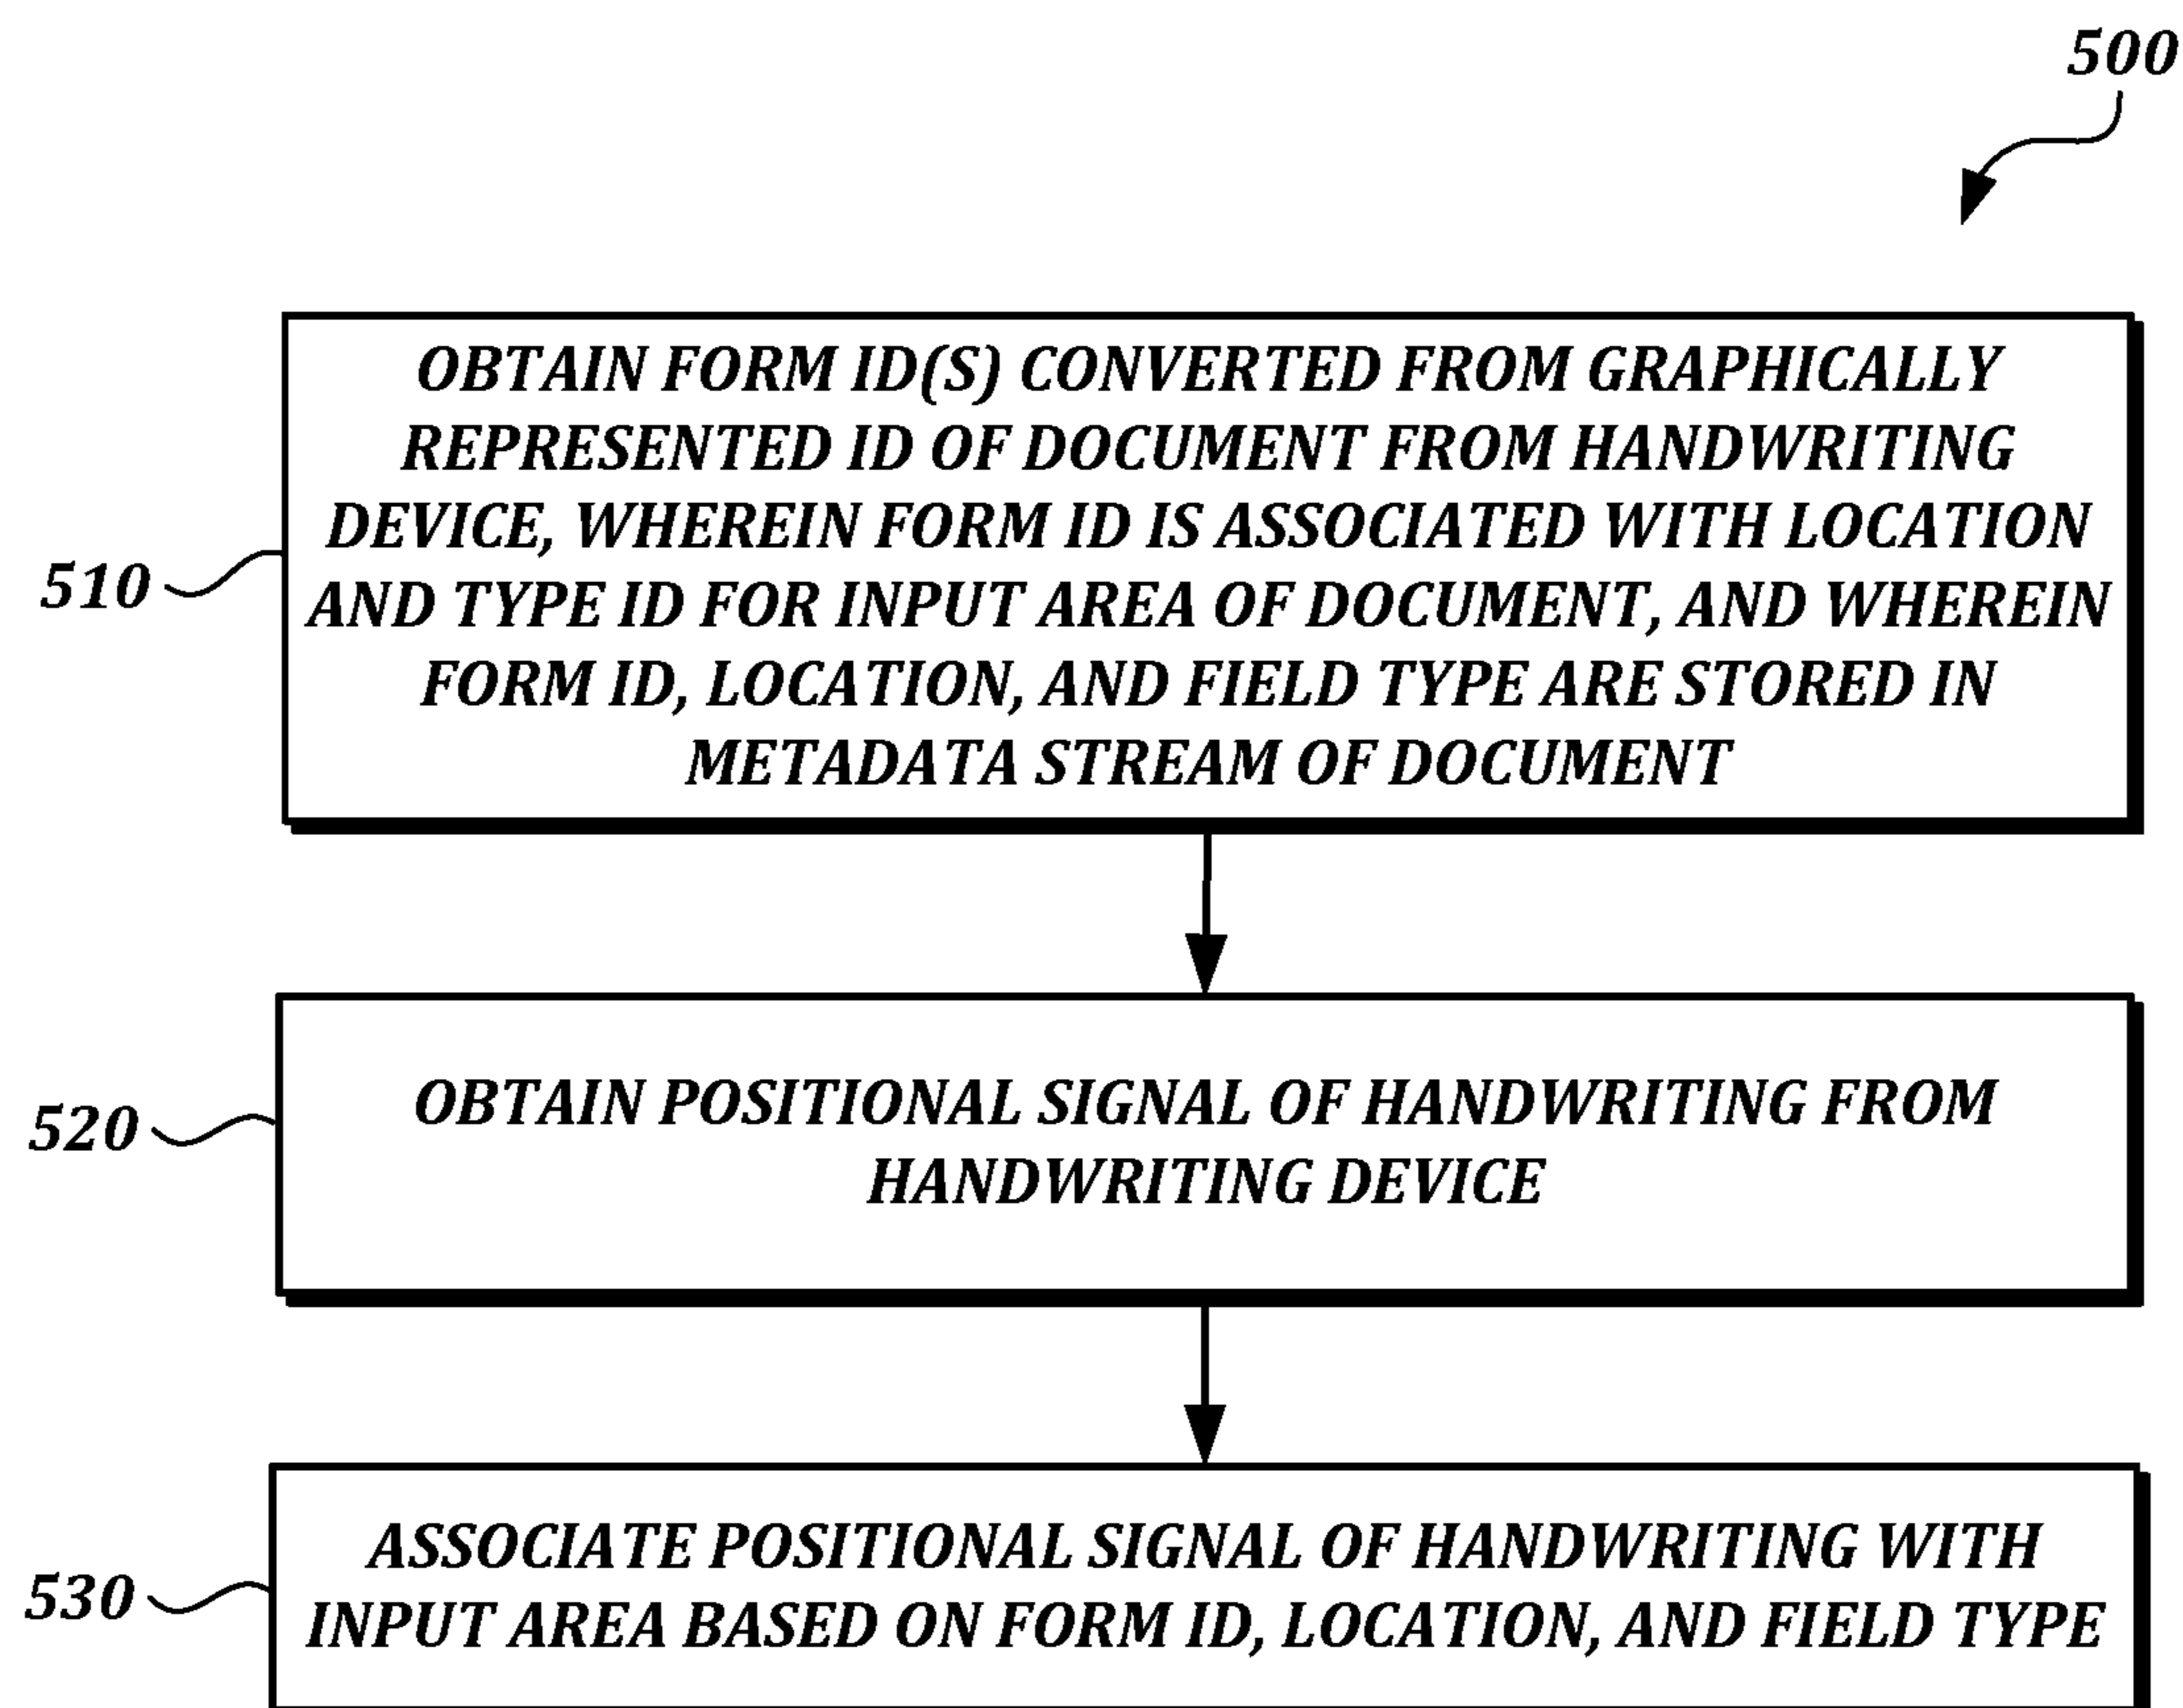 500
OBTAIN FORM ID(S) CONVERTED FROM GRAPHICALLY
REPRESENTED ID OF DOCUMENT FROM HANDWRITING
DEVICE, WHEREIN FORM ID IS ASSOCIATED WITH LOCATION
AND TYPE ID FOR INPUT AREA OF DOCUMENT, AND WHEREIN
FORM ID, LOCATION, AND FIELD TYPE ARE STORED IN
METADATA STREAM OF DOCUMENT
510
OBTAIN POSITIONAL SIGNAL OF HANDWRITING FROM
HANDWRITING DEVICE
520
ASSOCIATE POSITIONAL SIGNAL OF HANDWRITING WITH
INPUT AREA BASED ON FORM ID, LOCATION, AND FIELD TYPE
530